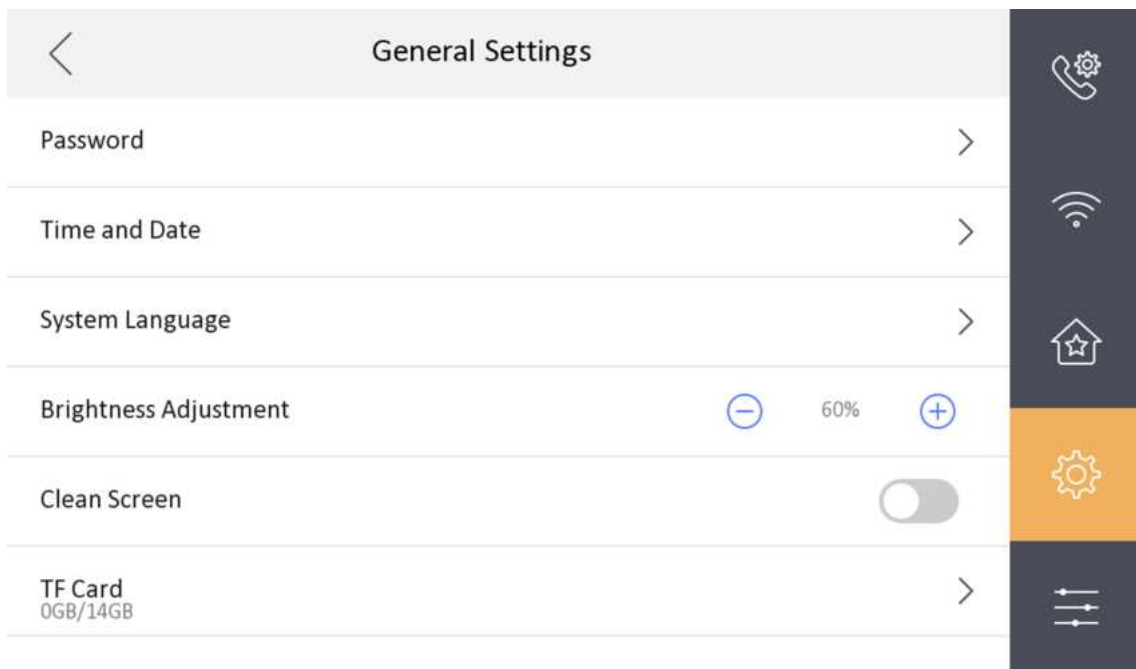 General Settings
Password
Time and Date
System Language
Brightness Adjustment 60%
Clean Screen
TF Card
0GB/14GB